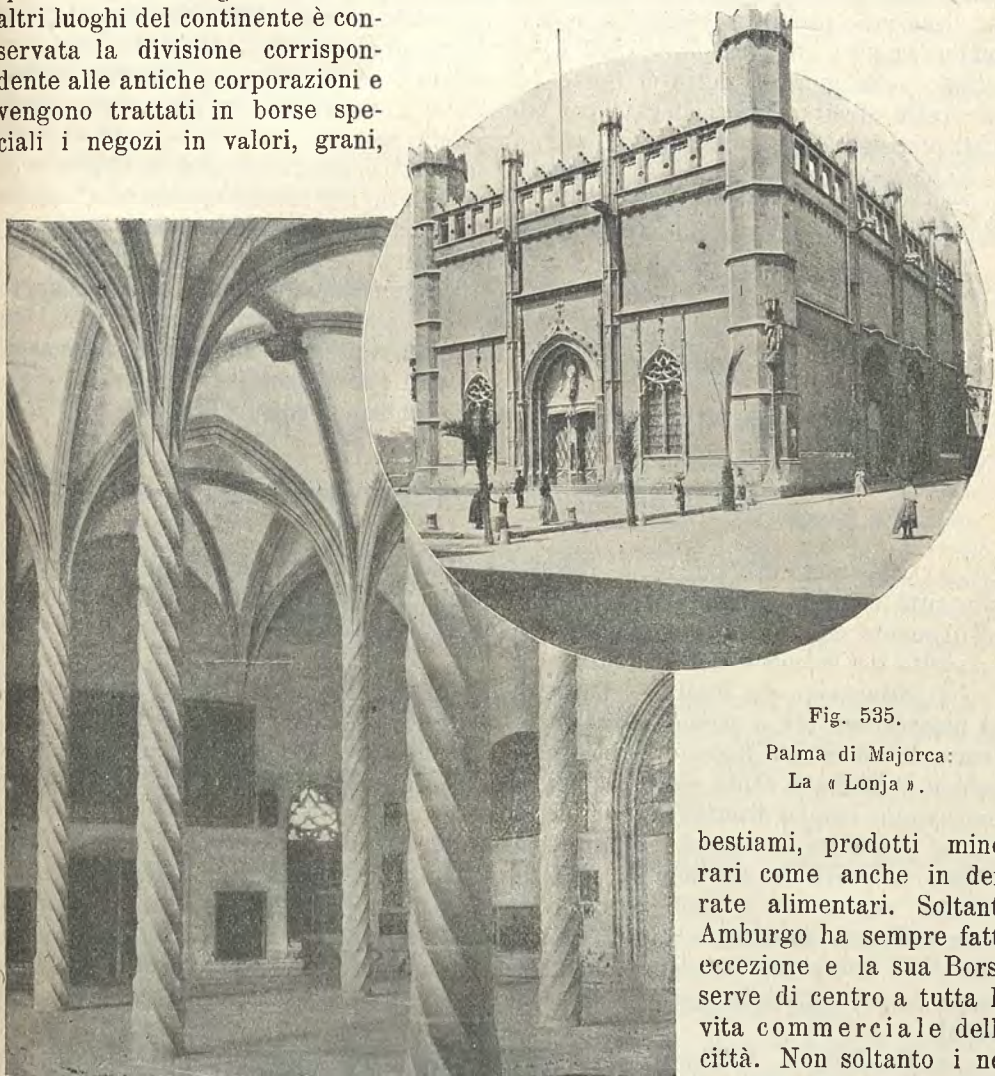 altri luoghi del continente è con-
servata la divisione corrispon-
dente alle antiche corporazioni e
vengono trattati in borse spe-
ciali i negozi in valori, grani,
Fig. 535.
Palma di Majorca:
La « Lonja ».
bestiami, prodotti mine
rari come anche in der
rate alimentari. Soltant
Amburgo ha sempre fatt
eccezione e la sua Bors
serve di centro a tutta l
vita commerciale dell
città. Non soltanto i ne